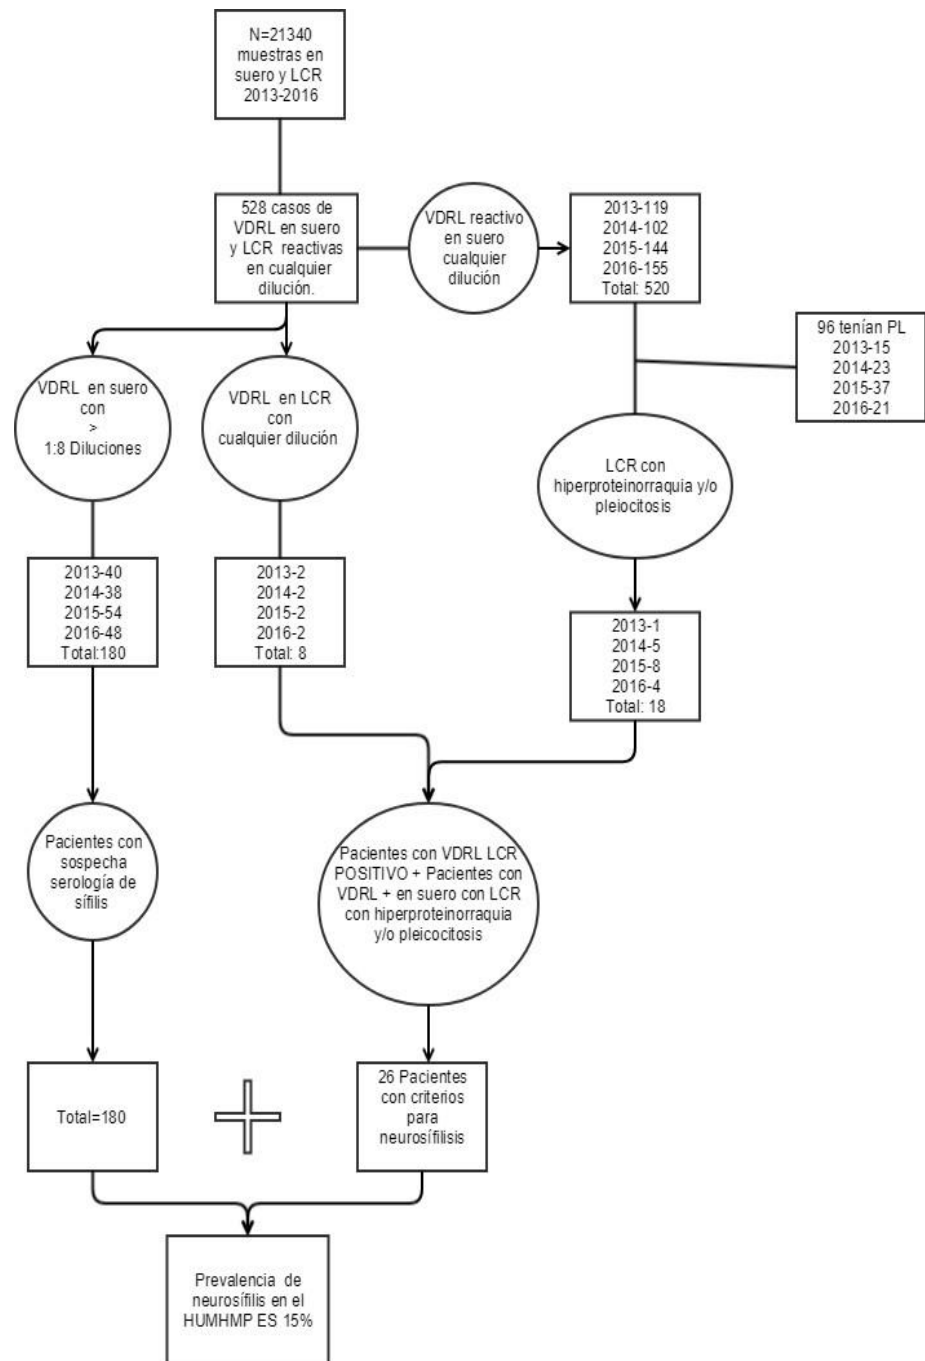 N=21340
muestras en
suero y LCR
2013-2016
528 casos de
VDRL en suero
y LCR reactivas
en cualquier
dilución.
VDRL reactivo
en suero
cualquier
dilución
2013-119
2014-102
2015-144
2016-155
Total: 520
96 tenían PL
2013-15
2014-23
2015-37
2016-21
VDRL en suero
con
>
1:8 Diluciones
VDRL en LCR
con
cualquier dilución
LCR con
hiperproteinorraquia y/o
pleiocitosis
2013-40
2014-38
2015-54
2016-48
Total:180
2013-2
2014-2
2015-2
2016-2
Total: 8
2013-1
2014-5
2015-8
2016-4
Total: 18
Pacientes con
sospecha
serología de
sífilis
Pacientes con VDRL LCR
POSITIVO + Pacientes con
VDRL + en suero con LCR
con hiperproteinorraquia
y/o pleicocitosis
Total=180
26 Pacientes
con criterios
para
neurosífilisis
Prevalencia de
neurosífilis en el
HUMHMP ES 15%